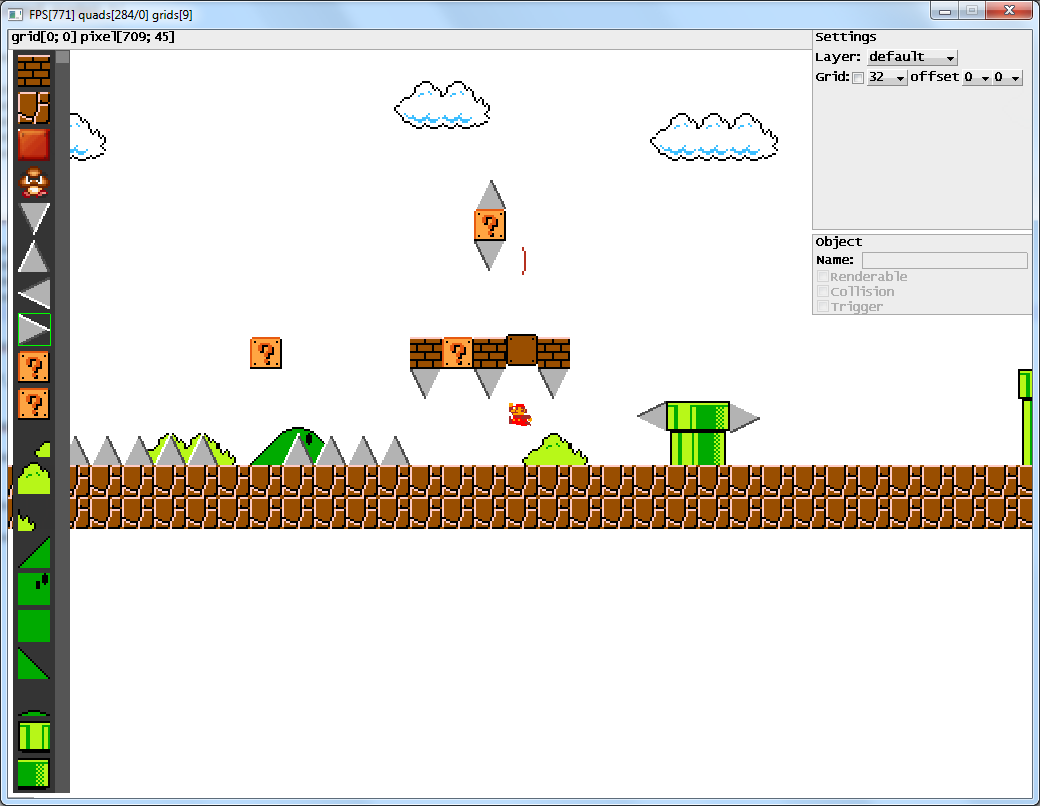 FPS[771] quads[284/0] grids[9]
grid[0; 0] pixel[709; 45]
Settings
Layer: default
Grid: 32 offset 0 0
Object
Name:
Renderable
Collision
Trigger
?
?
?
?
?